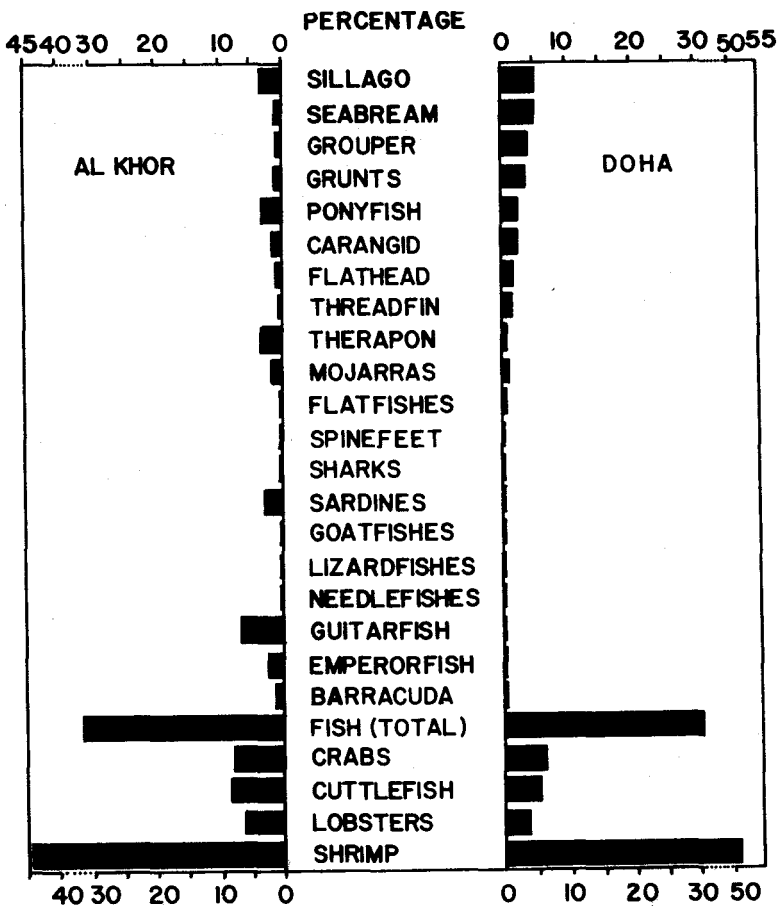 PERCENTAGE
4540 30 20 10 0 0 10 20 30 5055
SILLAGO
SEABREAM
GROUPER
AL KHOR DOHA
GRUNTS
PONYFISH
CARANGID
FLATHEAD
THREADFIN
THERAPON
MOJARRAS
FLATFISHES
SPINEFEET
SHARKS
SARDINES
GOATFISHES
LIZARDFISHES
NEEDLEFISHES
GUITARFISH
EMPERORFISH
BARRACUDA
FISH (TOTAL)
CRABS
CUTTLEFISH
LOBSTERS
SHRIMP
40 30 20 10 0 0 10 20 30 50